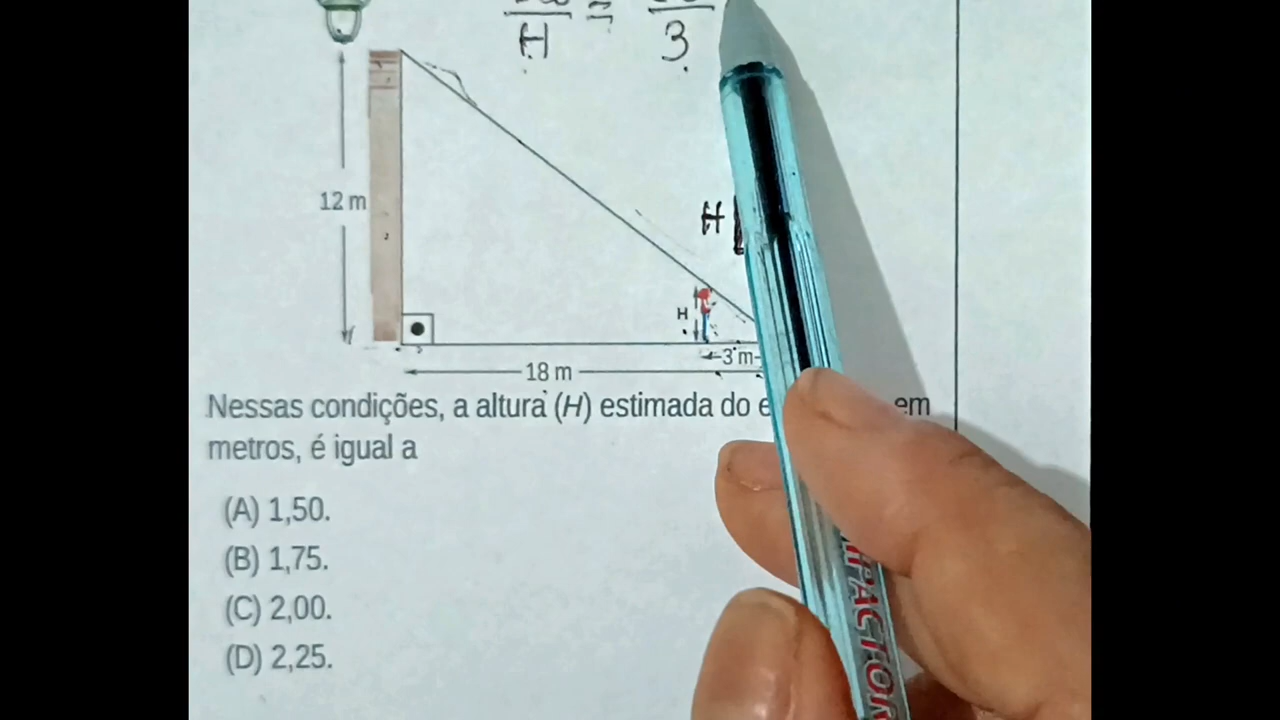 H = 3
12 m
H
H
3 m
18 m
Nessas condições, a altura (H) estimada do em
metros, é igual a
(A) 1,50.
(B) 1,75.
(C) 2,00.
(D) 2,25.